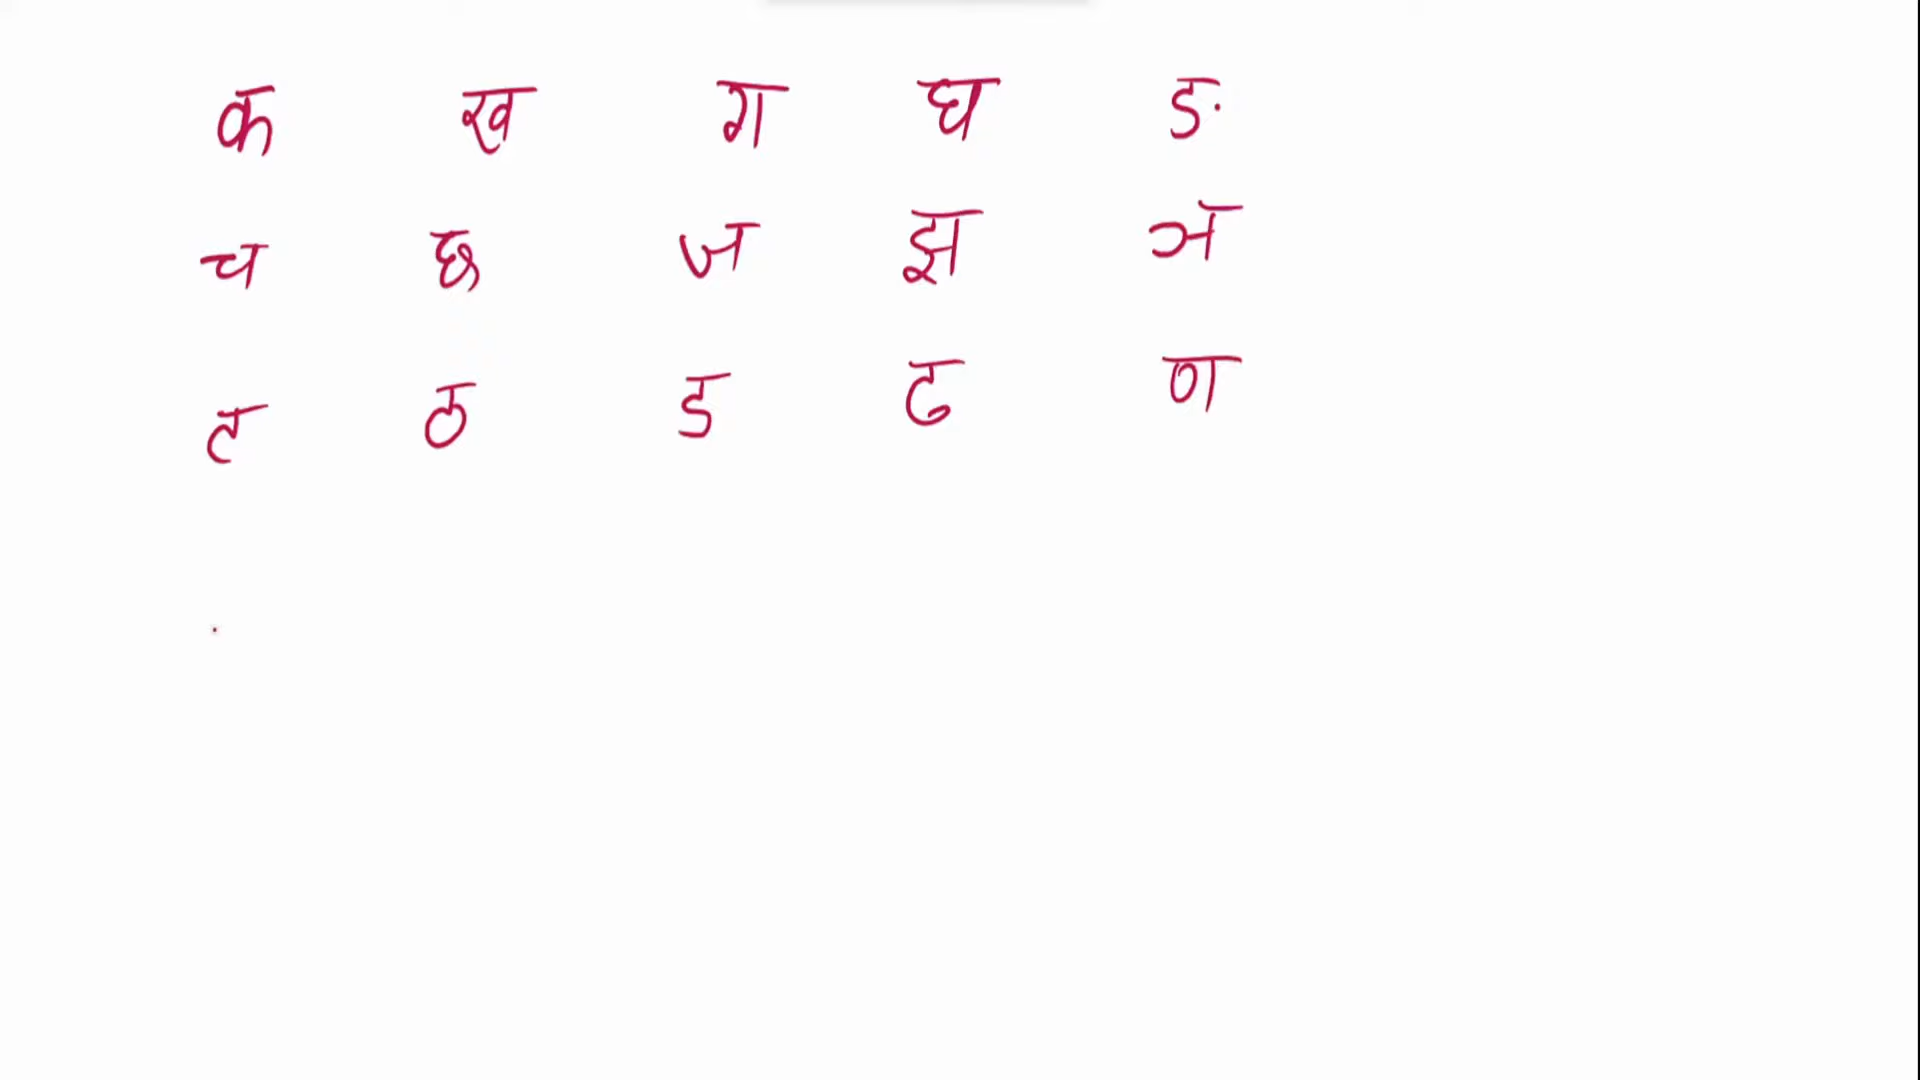 क ख ग घ ङ
च छ ज झ ञ
ट ठ ड ढ ण